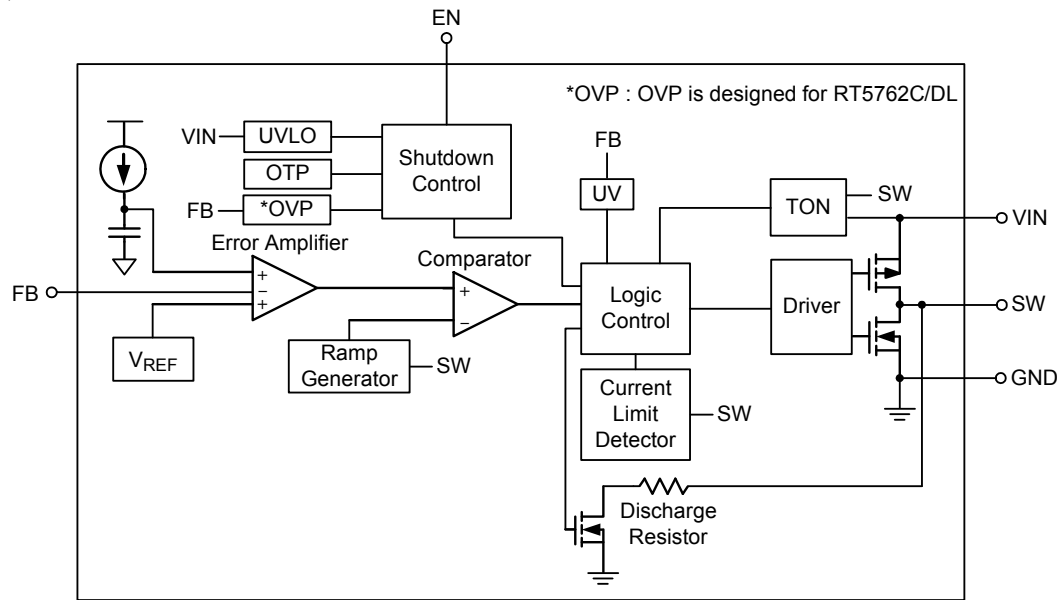 EN
*OVP : OVP is designed for RT5762C/DL
VIN
UVLO
OTP
FB
*OVP
Shutdown
Control
FB
UV
TON
SW
VIN
Error Amplifier
Comparator
FB
+
−
+
+
−
Logic
Control
Driver
SW
VREF
Ramp
Generator
SW
GND
Current
Limit
Detector
SW
Discharge
Resistor